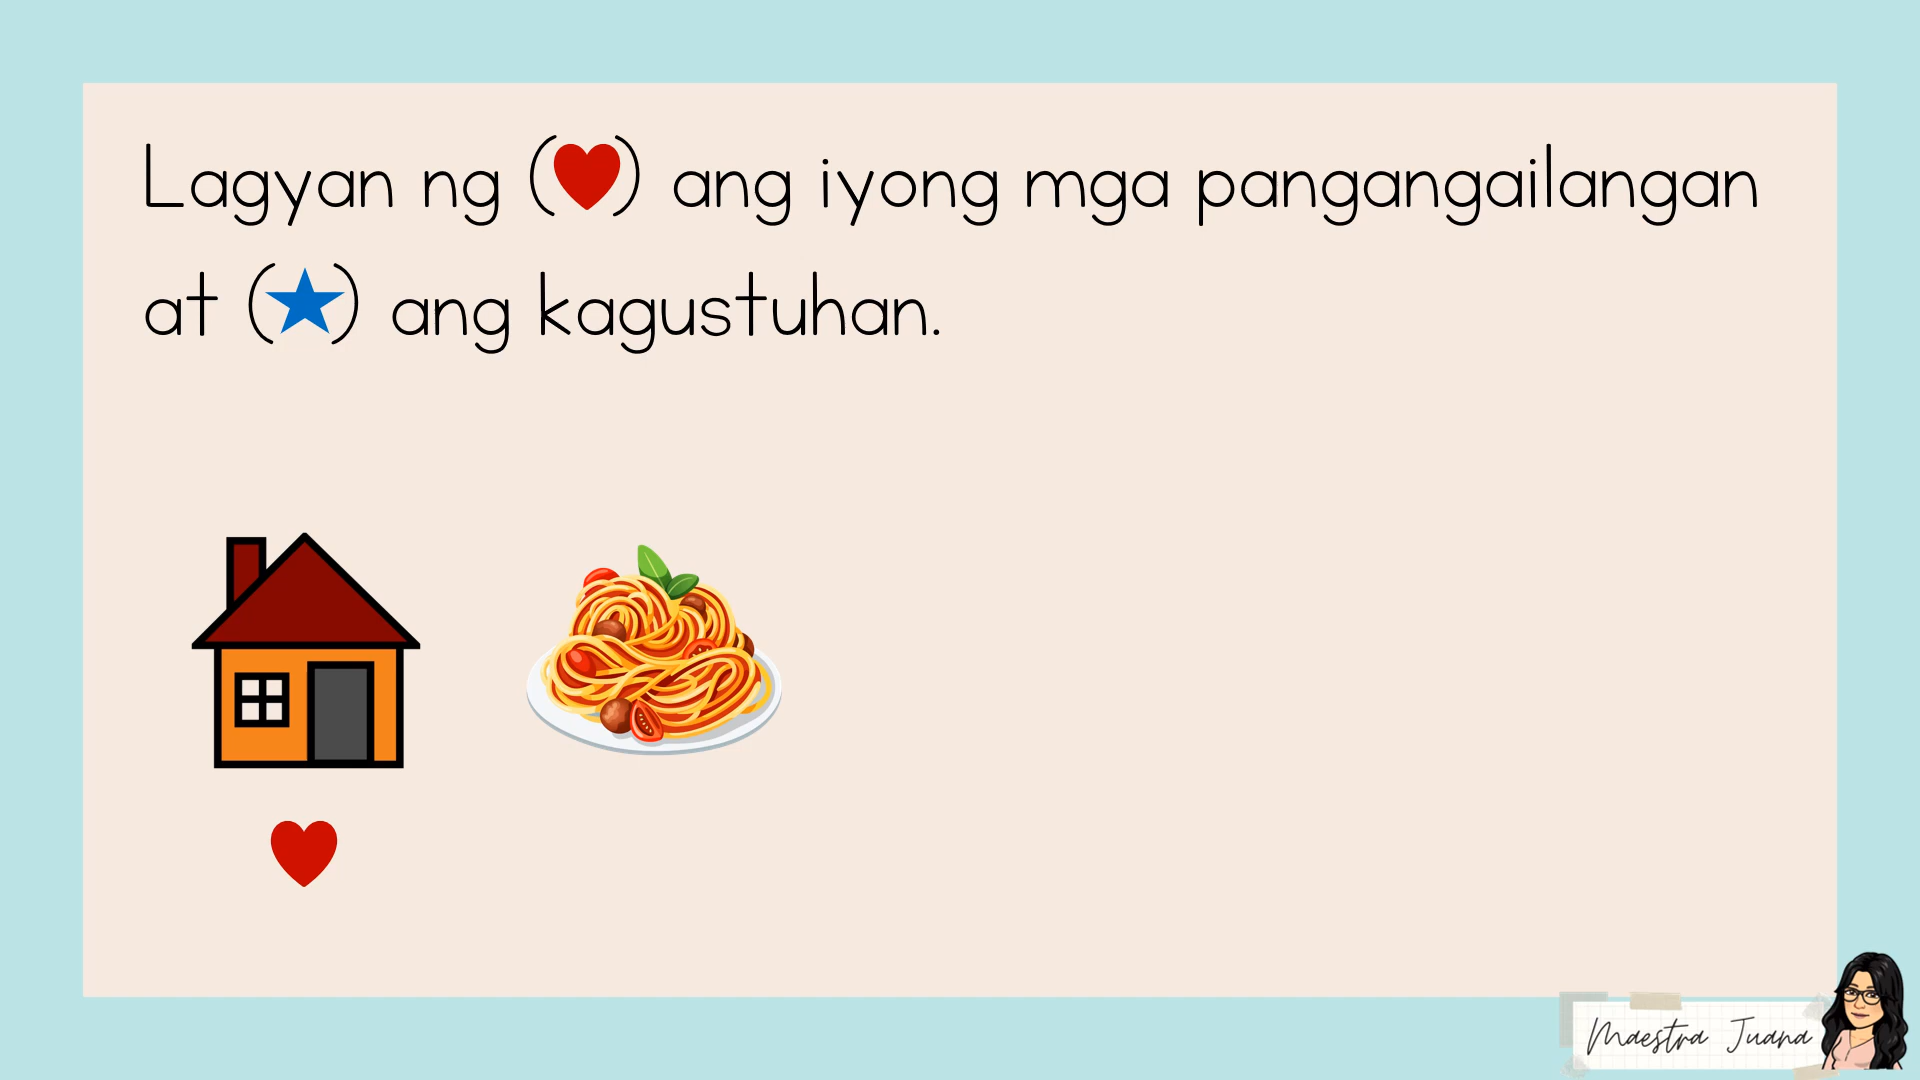 Lagyan ng (❤) ang iyong mga pangangailangan
at (★) ang kagustuhan.
Maestra Juana